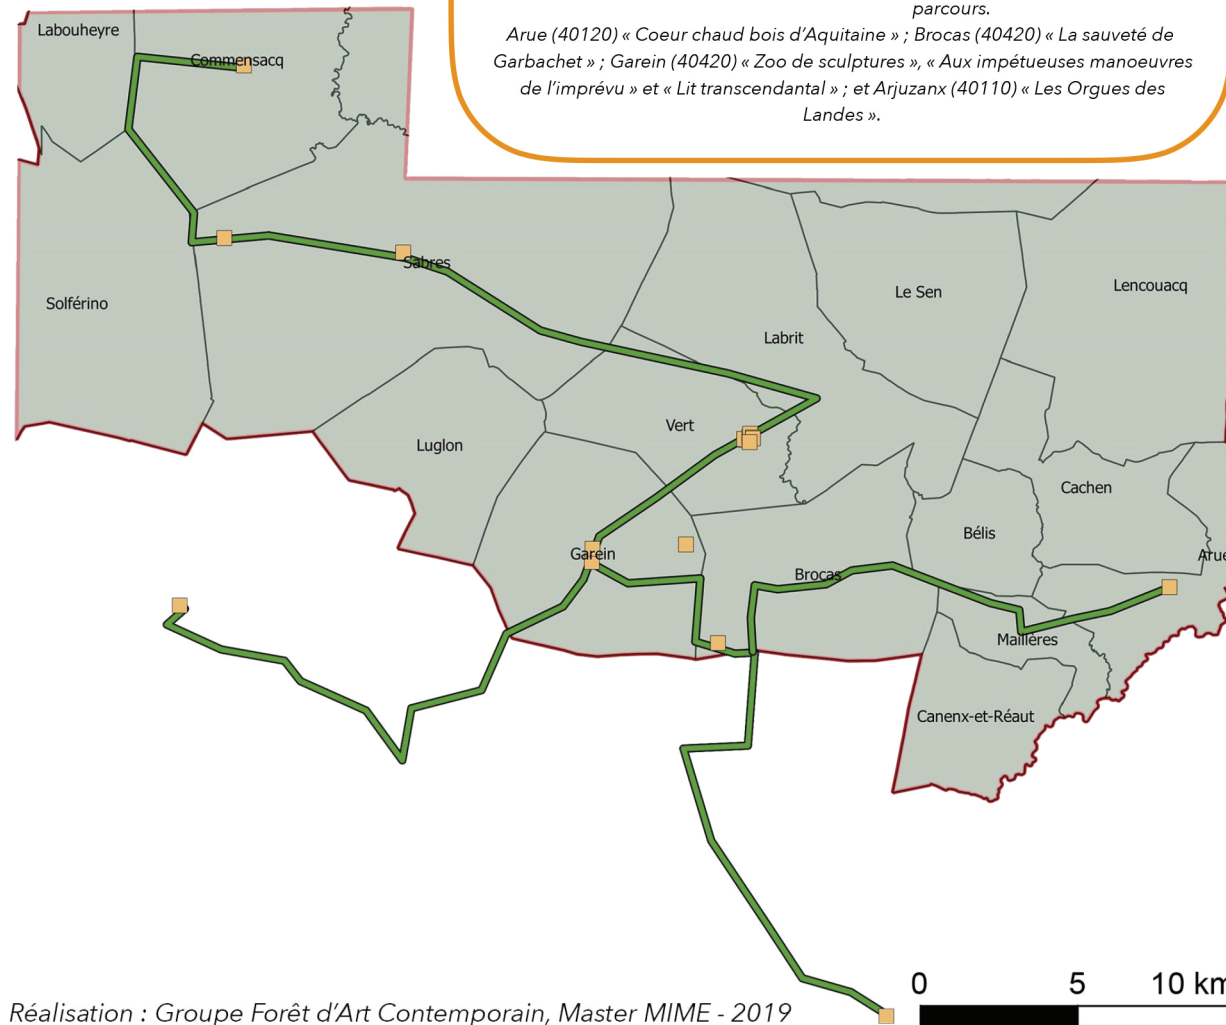 parcours.
Arue (40120) « Coeur chaud bois d'Aquitaine » ; Brocas (40420) « La sauveté de
Garbachet » ; Garein (40420) « Zoo de sculptures », « Aux impétueuses manoeuvres
de l'imprévu » et « Lit transcendantal » ; et Arjuzanx (40110) « Les Orgues des
Landes ».
Labouheyre
Commensacq
Solférino
Sabres
Le Sen
Lencouacq
Labrit
Vert
Luglon
Cachen
Bélis
Garein
Arue
Brocas
Maillères
Canenx-et-Réaut
0 5 10 km
Réalisation : Groupe Forêt d'Art Contemporain, Master MIME - 2019